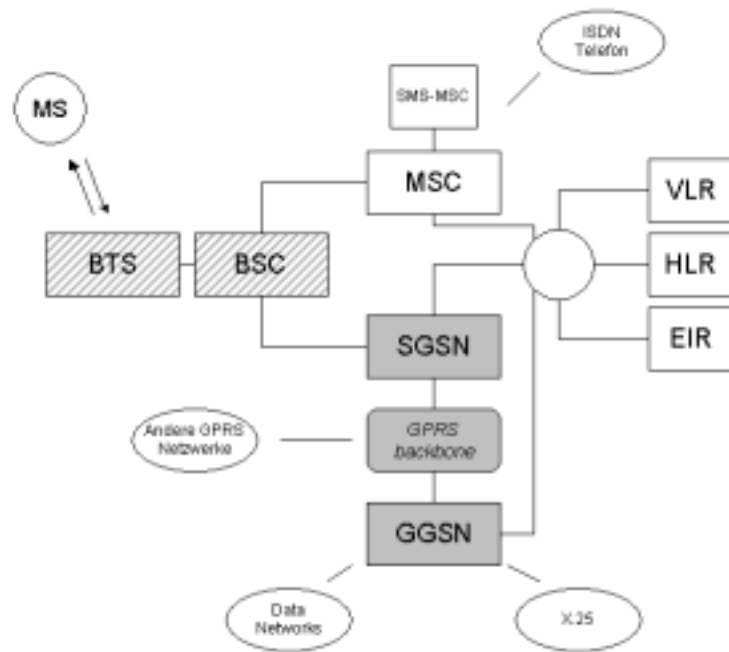 ISDN
Telefon
SMS-MSC
MS
MSC
VLR
BTS
BSC
HLR
SGSN
EIR
Andere GPRS
Netzwerke
GPRS
backbone
GGSN
Data
Networks
X.25